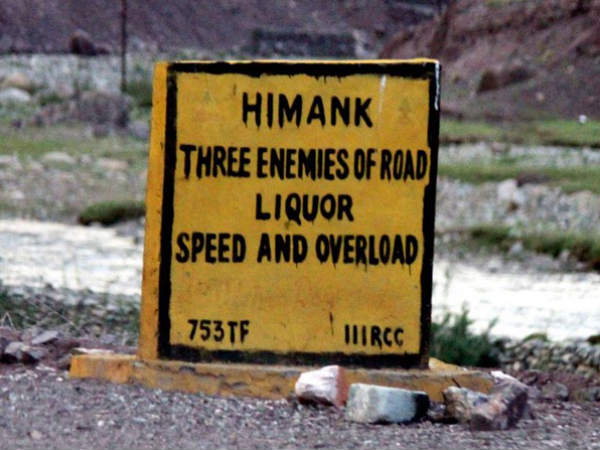 HIMANK
THREE ENEMIES OF ROAD
LIQUOR
SPEED AND OVERLOAD
753TF 111RCC